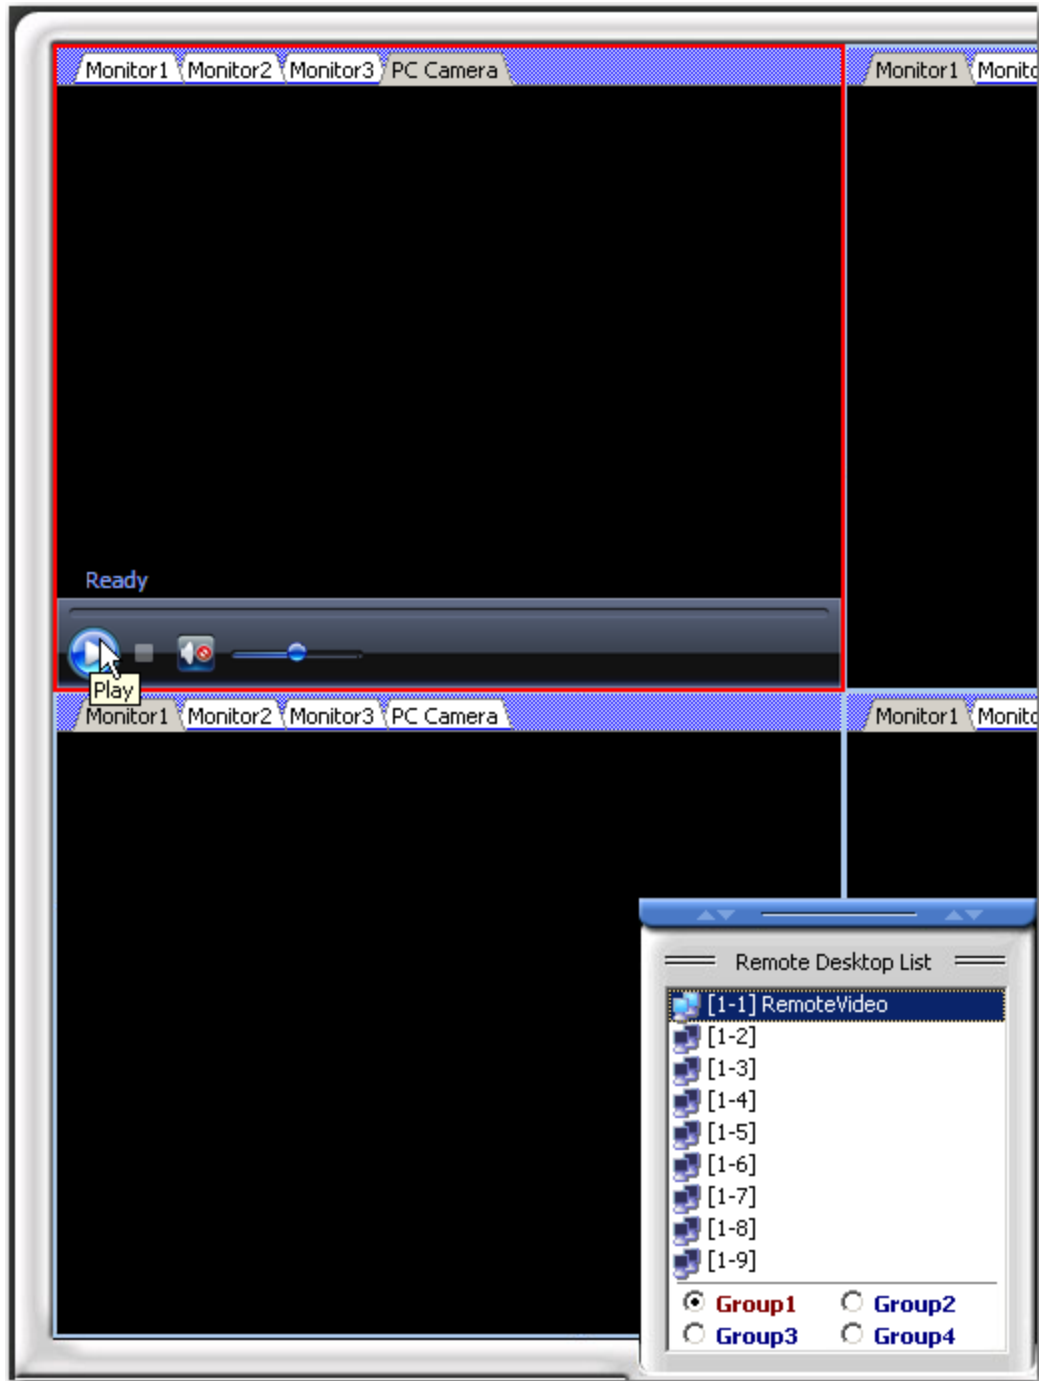 Monitor1 Monitor2 Monitor3 PC Camera Monitor1
Ready
Play
Monitor1 Monitor2 Monitor3 PC Camera Monitor1
Remote Desktop List
[1-1] RemoteVideo
[1-2]
[1-3]
[1-4]
[1-5]
[1-6]
[1-7]
[1-8]
[1-9]
Group1 Group2
Group3 Group4